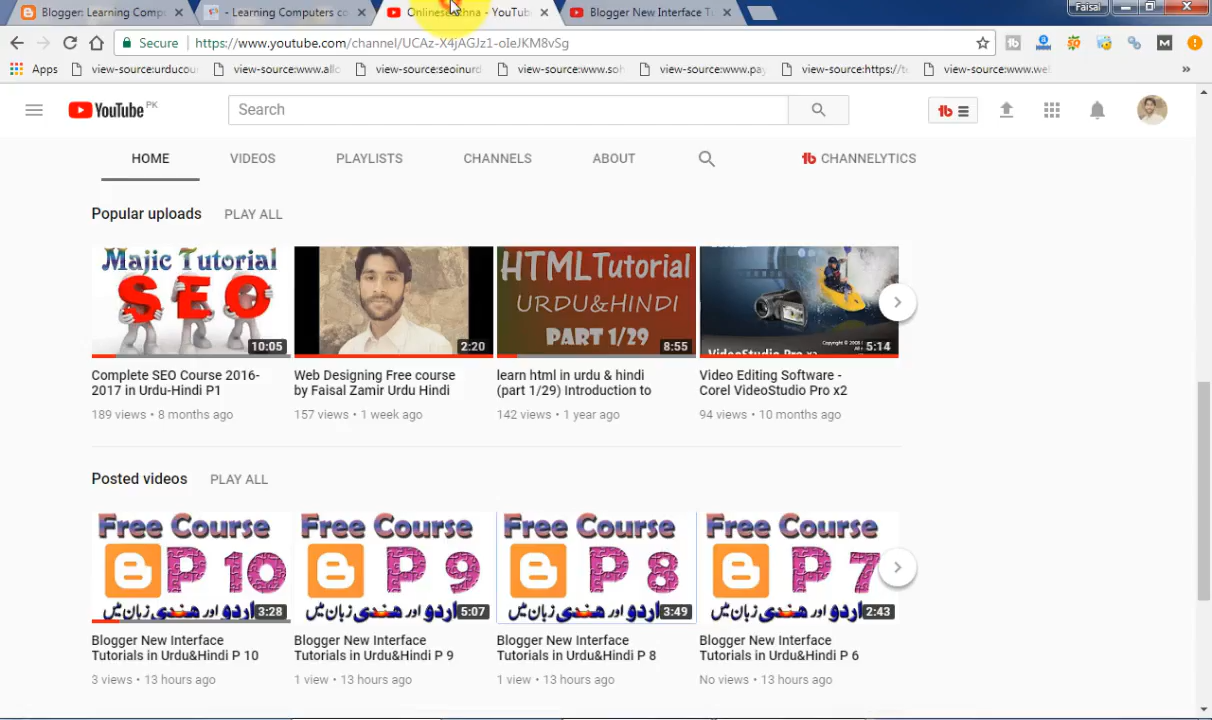 Blogger: Learning Comp
- Learning Computers co
YouTu
Blogger New Interface Tu
Faisal
Secure
https://www.youtube.com/channel/UCAz-X4jAGJz1-oIeJKM8vSg
Apps
view-source:urducou
view-source:www.allo
view-source:seoinurd
view-source:www.soh
view-source:www.pay
view-source:https://te
view-source:www.wel
»
YouTube PK
Search
tb
HOME
VIDEOS
PLAYLISTS
CHANNELS
ABOUT
tb CHANNELYTICS
Popular uploads
PLAY ALL
Majic Tutorial
SEO
10:05
2:20
HTML Tutorial
URDU&HINDI
PART 1/29
8:55
VideoStudio Pro x2
5:14
Complete SEO Course 2016-
2017 in Urdu-Hindi P1
189 views • 8 months ago
Web Designing Free course
by Faisal Zamir Urdu Hindi
157 views • 1 week ago
learn html in urdu & hindi
(part 1/29) Introduction to
142 views • 1 year ago
Video Editing Software -
Corel VideoStudio Pro x2
94 views • 10 months ago
Posted videos
PLAY ALL
Free Course
P 10
اردو اور ھندی زبان میں
3:28
Free Course
P 9
اردو اور ھندی زبان میں
5:07
Free Course
P 8
اردو اور ھندی زبان میں
3:49
Free Course
P 7
اردو اور ھندی زبان میں
2:43
Blogger New Interface
Tutorials in Urdu&Hindi P 10
3 views • 13 hours ago
Blogger New Interface
Tutorials in Urdu&Hindi P 9
1 view • 13 hours ago
Blogger New Interface
Tutorials in Urdu&Hindi P 8
1 view • 13 hours ago
Blogger New Interface
Tutorials in Urdu&Hindi P 6
No views • 13 hours ago